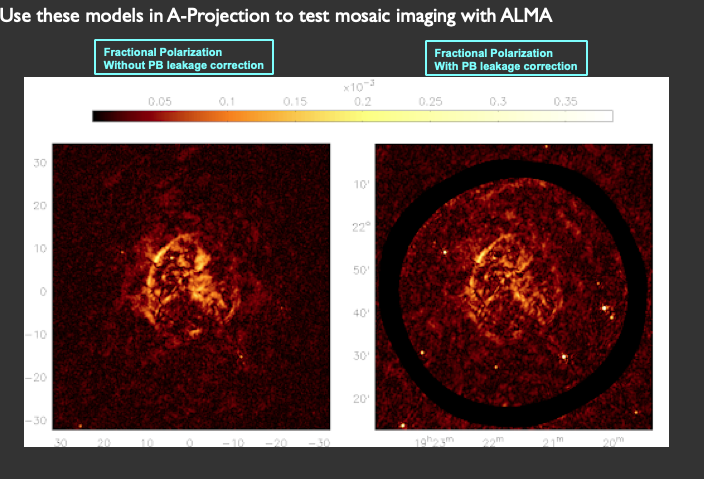 Use these models in A-Projection to test mosaic imaging with ALMA
Fractional Polarization
Without PB leakage correction
Fractional Polarization
With PB leakage correction
×10⁻³
0.05 0.1 0.15 0.2 0.25 0.3 0.35
30
20
10
0
−10
−20
−30
30 20 10 0 −10 −20 −30
10'
22°
50'
40'
30'
20'
19ʰ23ᵐ 22ᵐ 21ᵐ 20ᵐ